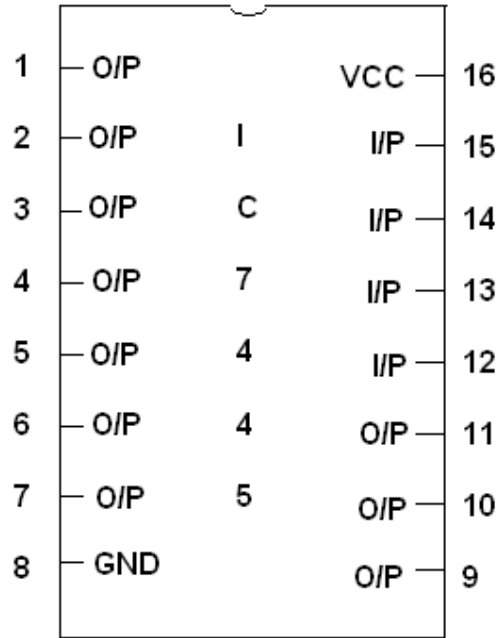 1 O/P VCC 16
2 O/P I I/P 15
3 O/P C I/P 14
4 O/P 7 I/P 13
5 O/P 4 I/P 12
6 O/P 4 O/P 11
7 O/P 5 O/P 10
8 GND O/P 9